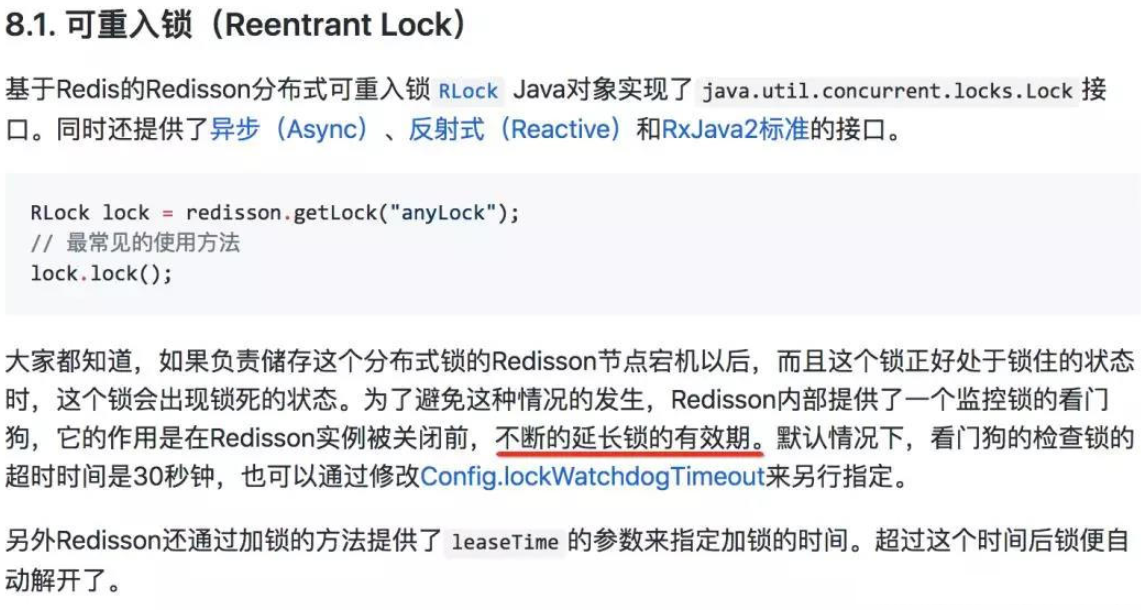 8.1. 可重入锁（Reentrant Lock）
基于Redis的Redisson分布式可重入锁 RLock Java对象实现了 java.util.concurrent.locks.Lock 接
口。同时还提供了异步（Async）、反射式（Reactive）和RxJava2标准的接口。
RLock lock = redisson.getLock("anyLock");
// 最常见的使用方法
lock.lock();
大家都知道，如果负责储存这个分布式锁的Redisson节点宕机以后，而且这个锁正好处于锁住的状态
时，这个锁会出现锁死的状态。为了避免这种情况的发生，Redisson内部提供了一个监控锁的看门
狗，它的作用是在Redisson实例被关闭前，不断的延长锁的有效期。默认情况下，看门狗的检查锁的
超时时间是30秒钟，也可以通过修改Config.lockWatchdogTimeout来另行指定。
另外Redisson还通过加锁的方法提供了 leaseTime 的参数来指定加锁的时间。超过这个时间后锁便自
动解开了。